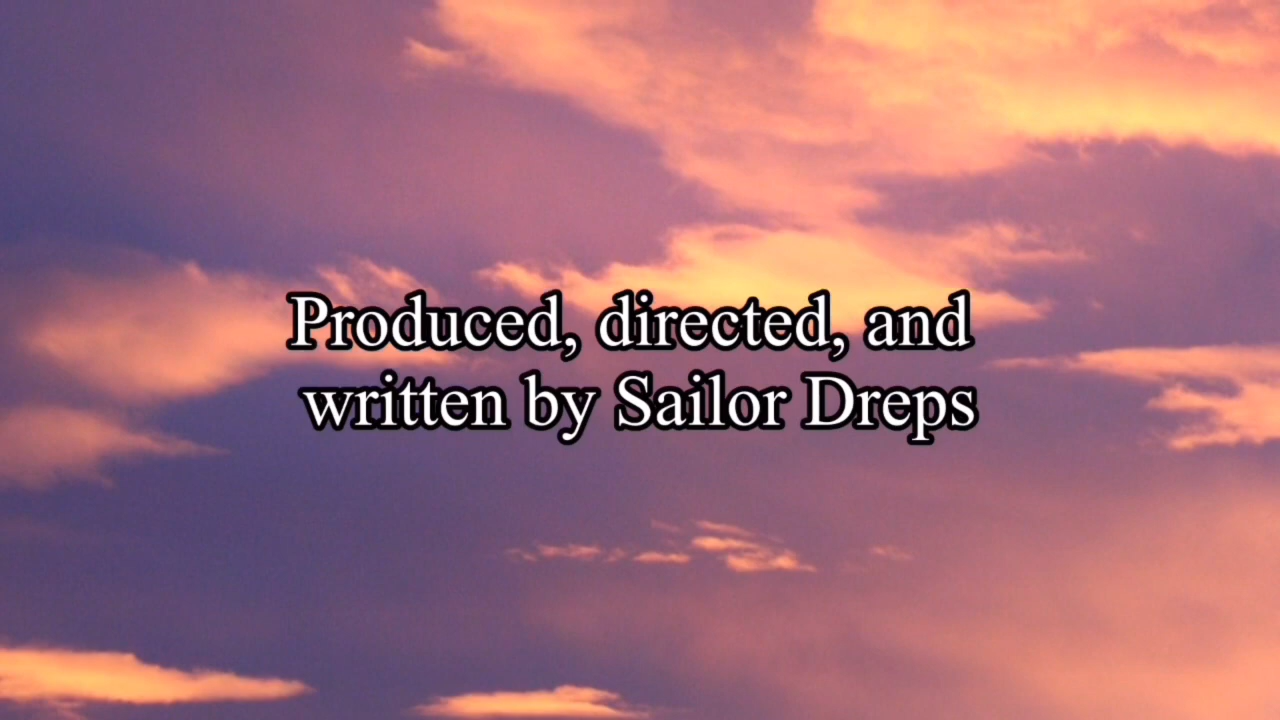 Produced, directed, and
written by Sailor Dreps